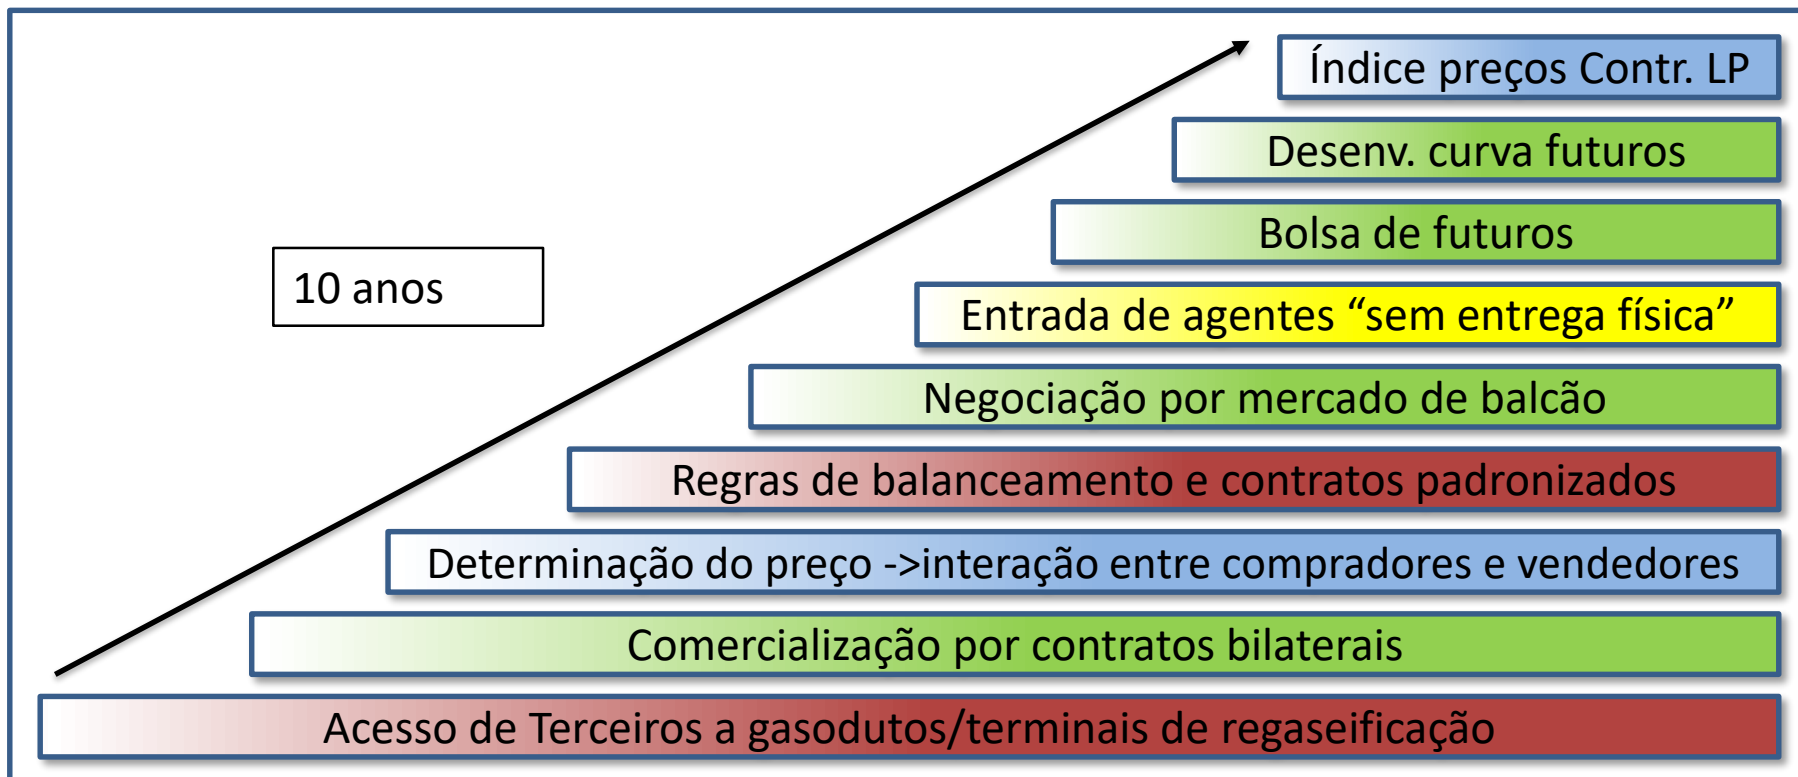 Índice preços Contr. LP
Desenv. curva futuros
Bolsa de futuros
10 anos
Entrada de agentes “sem entrega física”
Negociação por mercado de balcão
Regras de balanceamento e contratos padronizados
Determinação do preço ->interação entre compradores e vendedores
Comercialização por contratos bilaterais
Acesso de Terceiros a gasodutos/terminais de regaseificação